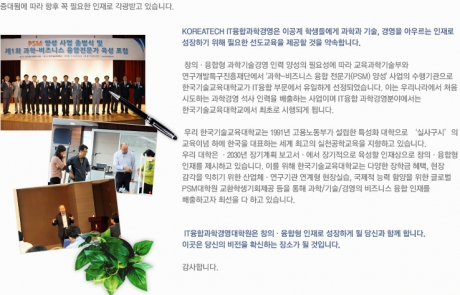 증대됨에 따라 향후 꼭 필요한 인재로 각광받고 있습니다.
PSM 양성 사업 출범식 및
제1회 과학·비즈니스 융합전문가 육성 포럼
KOREATECH IT융합과학경영은 이공계 학생들에게 과학과 기술, 경영을 아우르는 인재로
성장하기 위해 필요한 선도교육을 제공할 것을 약속합니다.
창의 · 융합형 과학기술경영 인력 양성의 필요성에 따라 교육과학기술부와
연구개발특구진흥재단에서 '과학-비즈니스 융합 전문가(PSM) 양성' 사업의 수행기관으로
한국기술교육대학교가 IT융합 부문에서 유일하게 선정되었습니다. 이는 우리나라에서 처음
시도하는 과학경영 석사 인력을 배출하는 사업이며 IT융합 과학경영분야에서는
한국기술교육대학교에서 최초로 시행되게 됩니다.
우리 한국기술교육대학교는 1991년 고용노동부가 설립한 특성화 대학으로 '실사구시' 의
교육이념 하에 한국을 대표하는 세계 최고의 실천공학교육을 지향하고 있습니다.
우리 대학은 · 2030년 장기계획 보고서 · 에서 장기적으로 육성할 인재상으로 창의 · 융합형
인재를 제시하고 있습니다. 이를 위해 한국기술교육대학교는 다양한 장학금 혜택, 현장
감각을 익히기 위한 산업체 · 연구기관 연계형 현장실습, 국제적 능력 함양을 위한 글로벌
PSM대학원 교환학생기회제공 등을 통해 과학/기술/경영의 비즈니스 융합 인재를
배출하고자 최선을 다 하고 있습니다.
IT융합과학경영대학원은 창의 · 융합형 인재로 성장하게 될 당신과 함께 합니다.
이곳은 당신의 비전을 확신하는 장소가 될 것입니다.
감사합니다.